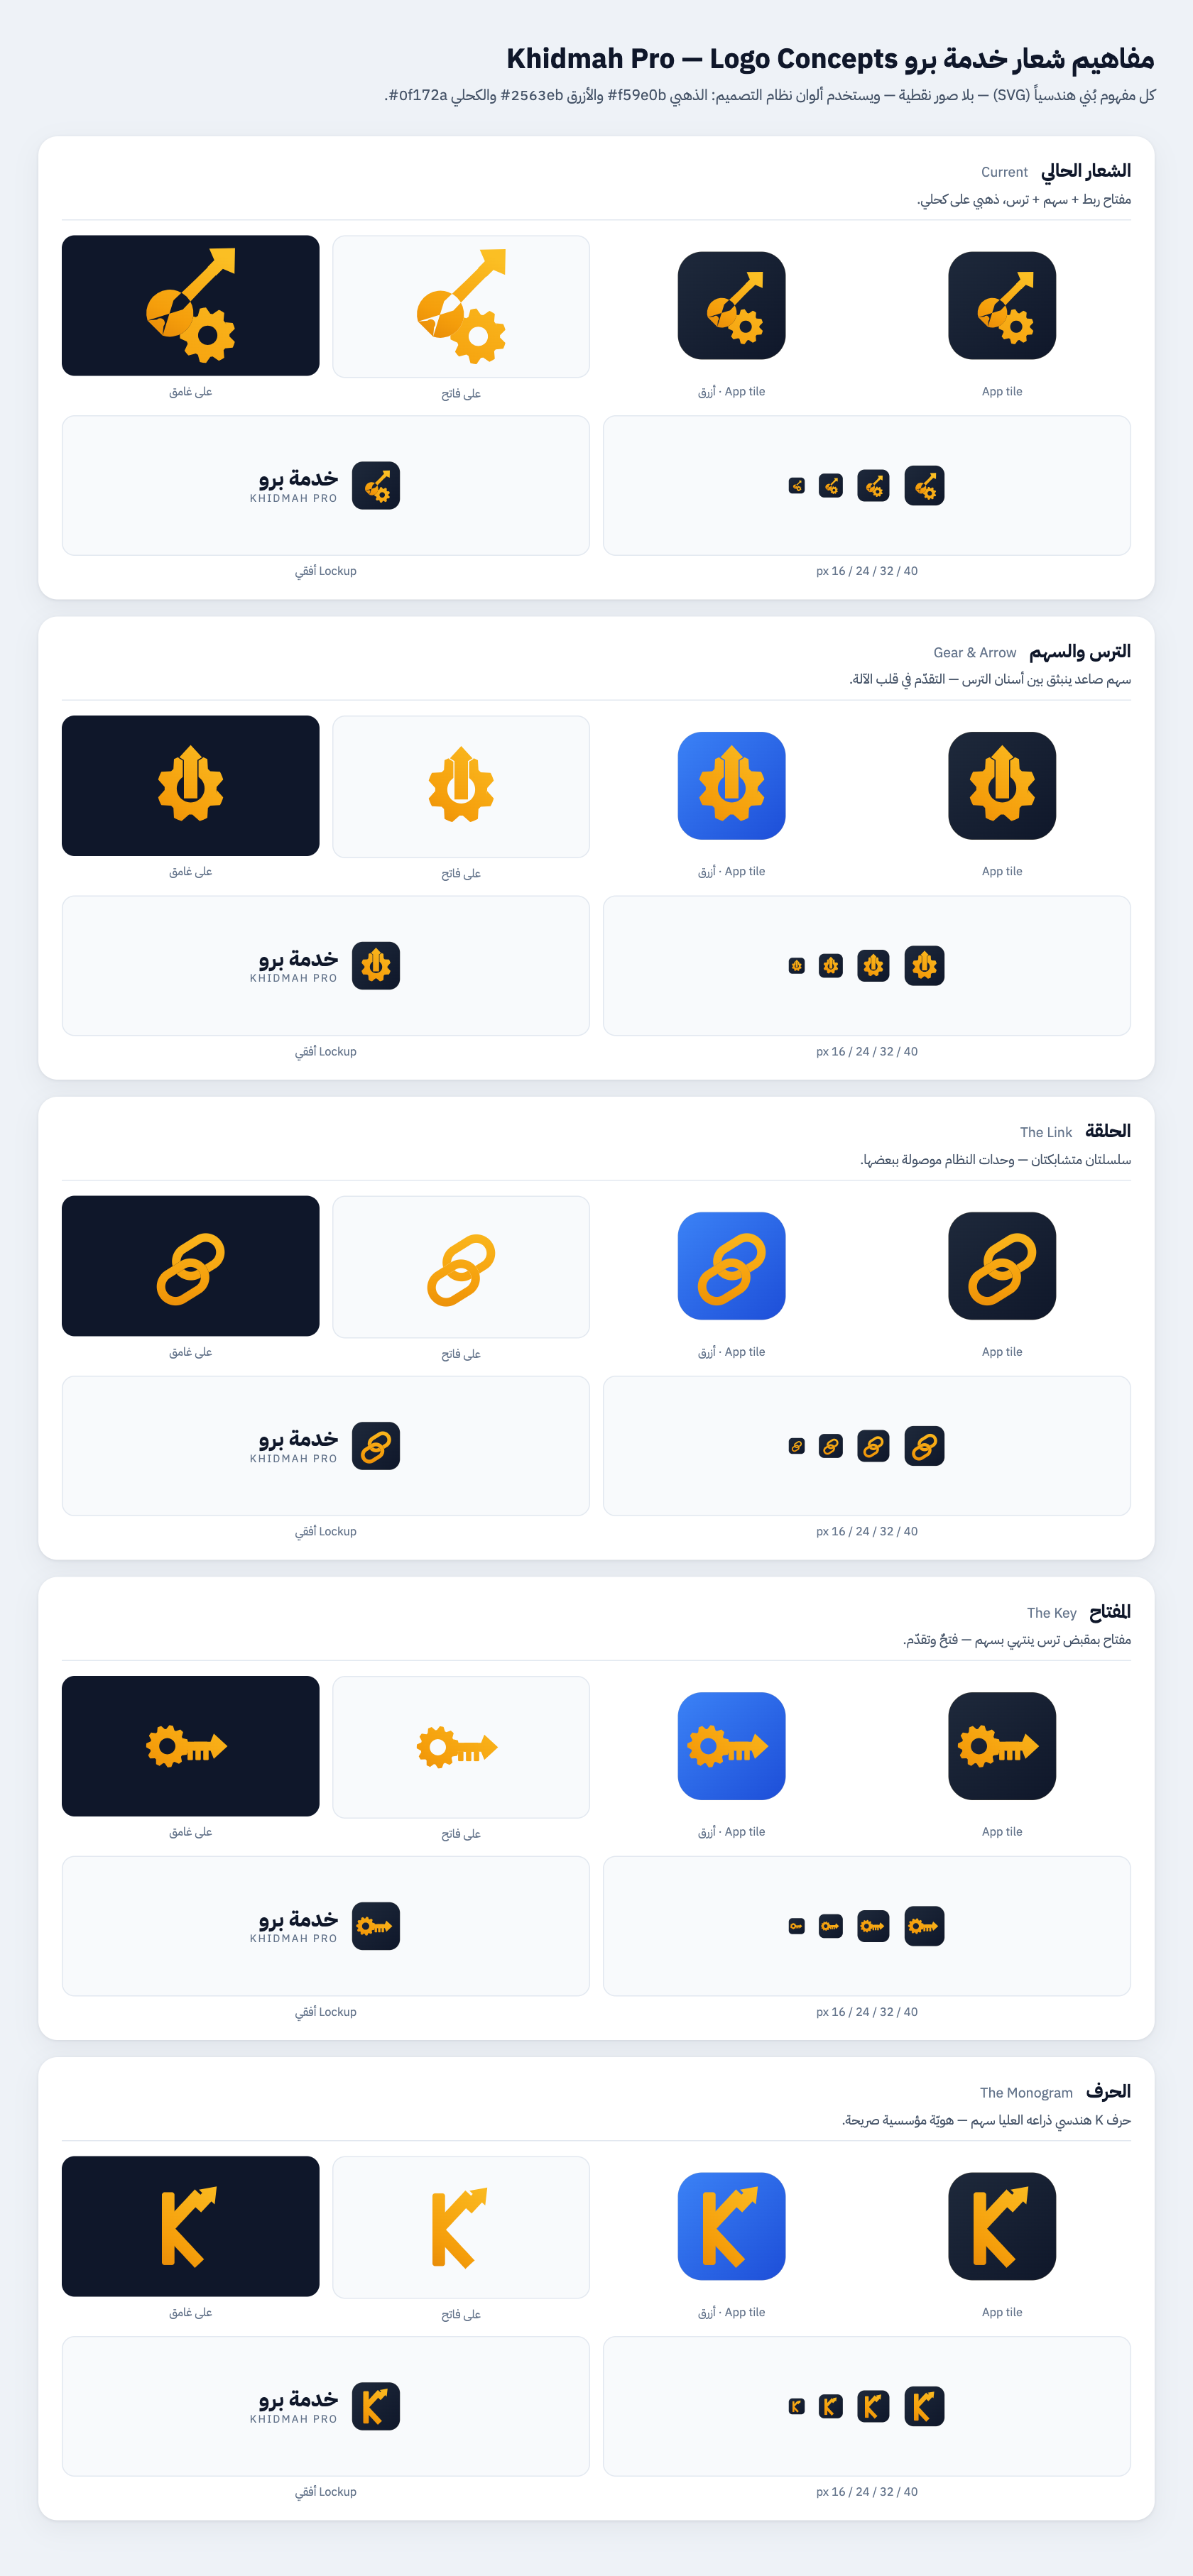 مفاهيم شعار خدمة برو Khidmah Pro — Logo Concepts
كل مفهوم بُني هندسياً (SVG) — بلا صور نقطية — ويستخدم ألوان نظام التصميم: الذهبي #f59e0b والأزرق #2563eb والكحلي #0f172a.
الشعار الحالي Current
مفتاح ربط + سهم + ترس، ذهبي على كحلي.
App tile
App tile · أزرق
على فاتح
على غامق
خدمة برو
KHIDMAH PRO
px 16 / 24 / 32 / 40
Lockup أفقي
الترس والسهم Gear & Arrow
سهم صاعد ينبثق بين أسنان الترس — التقدّم في قلب الآلة.
App tile
App tile · أزرق
على فاتح
على غامق
خدمة برو
KHIDMAH PRO
px 16 / 24 / 32 / 40
Lockup أفقي
الحلقة The Link
سلسلتان متشابكتان — وحدات النظام موصولة ببعضها.
App tile
App tile · أزرق
على فاتح
على غامق
خدمة برو
KHIDMAH PRO
px 16 / 24 / 32 / 40
Lockup أفقي
المفتاح The Key
مفتاح بمقبض ترس ينتهي بسهم — فتحٌ وتقدّم.
App tile
App tile · أزرق
على فاتح
على غامق
خدمة برو
KHIDMAH PRO
px 16 / 24 / 32 / 40
Lockup أفقي
الحرف The Monogram
حرف K هندسي ذراعه العليا سهم — هويّة مؤسسية صريحة.
App tile
App tile · أزرق
على فاتح
على غامق
خدمة برو
KHIDMAH PRO
px 16 / 24 / 32 / 40
Lockup أفقي